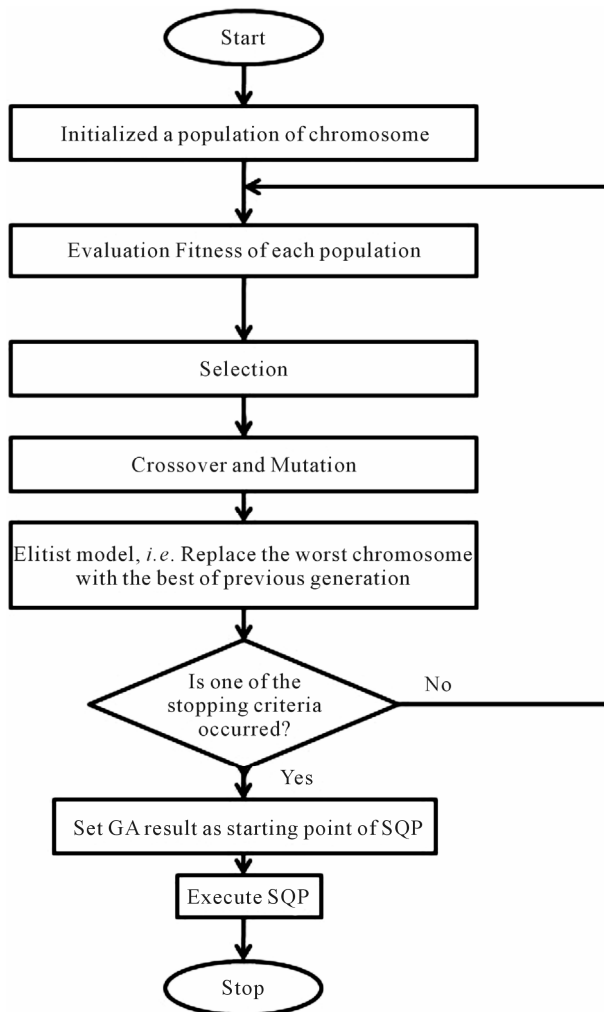 Start
Initialized a population of chromosome
Evaluation Fitness of each population
Selection
Crossover and Mutation
Elitist model, i.e. Replace the worst chromosome
with the best of previous generation
Is one of the
stopping criteria
occurred?
No
Yes
Set GA result as starting point of SQP
Execute SQP
Stop